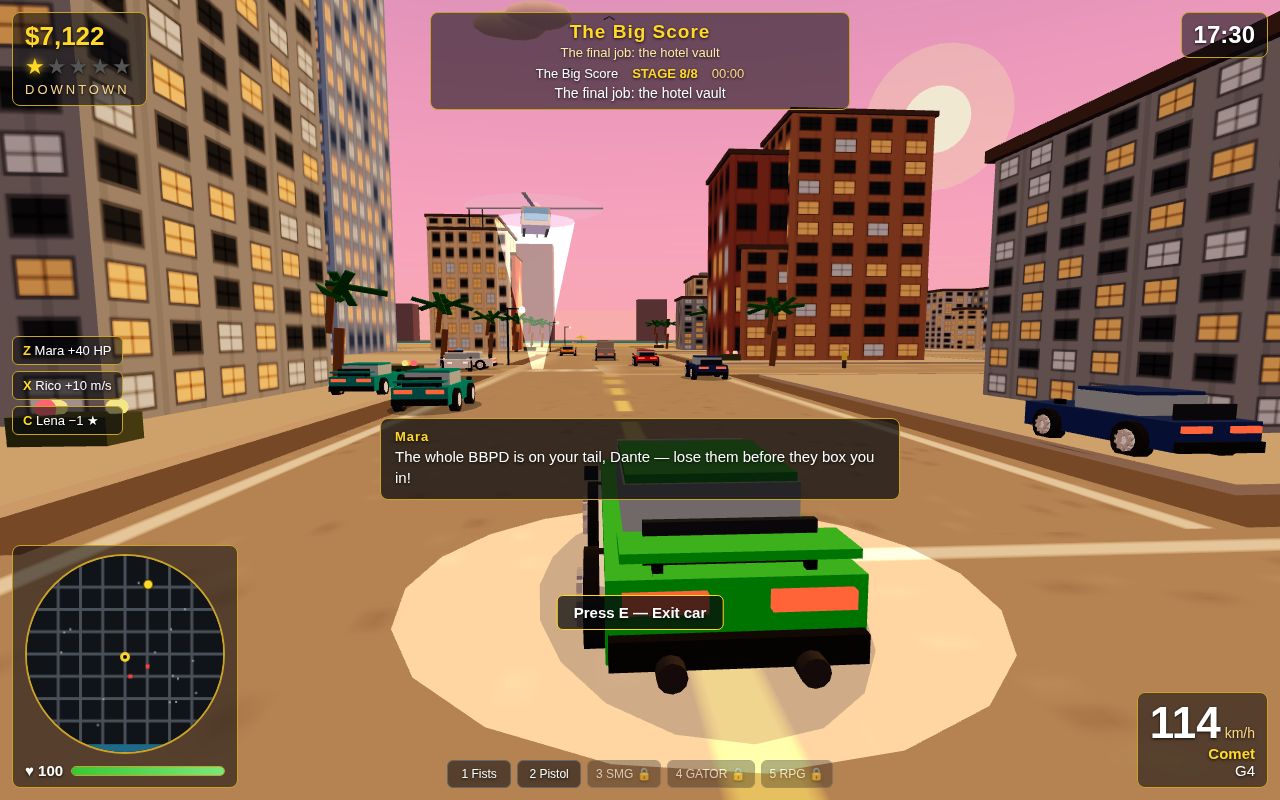 $7,122
★★★★★
DOWNTOWN
The Big Score
The final job: the hotel vault
The Big Score STAGE 8/8 00:00
The final job: the hotel vault
17:30
Z Mara +40 HP
X Rico +10 m/s
C Lena −1 ★
Mara
The whole BBPD is on your tail, Dante — lose them before they box you
in!
Press E — Exit car
♥ 100
1 Fists
2 Pistol
3 SMG 🔒
4 GATOR 🔒
5 RPG 🔒
114 km/h
Comet
G4